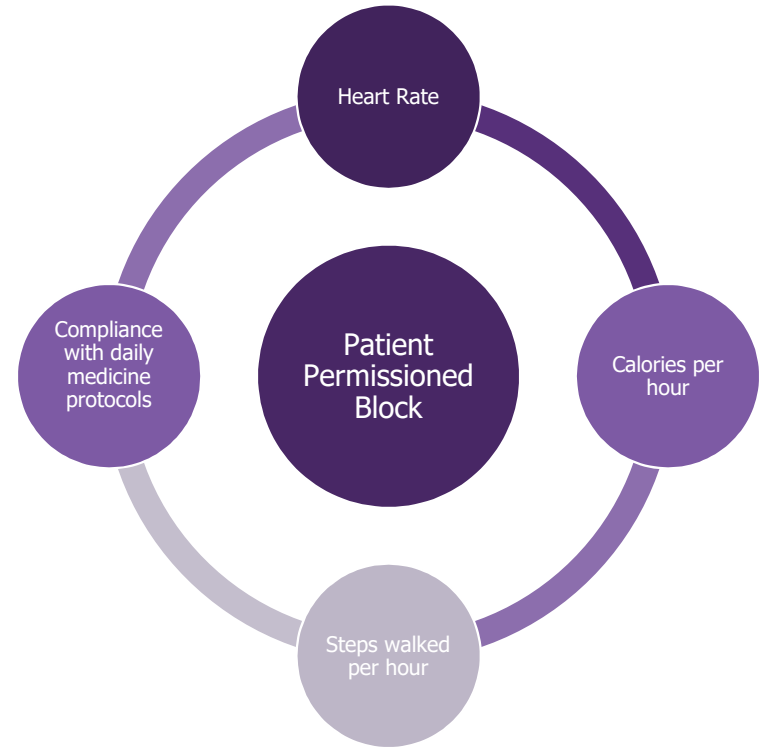 Heart Rate
Compliance
with daily
medicine
protocols
Patient
Permissioned
Block
Calories per
hour
Steps walked
per hour